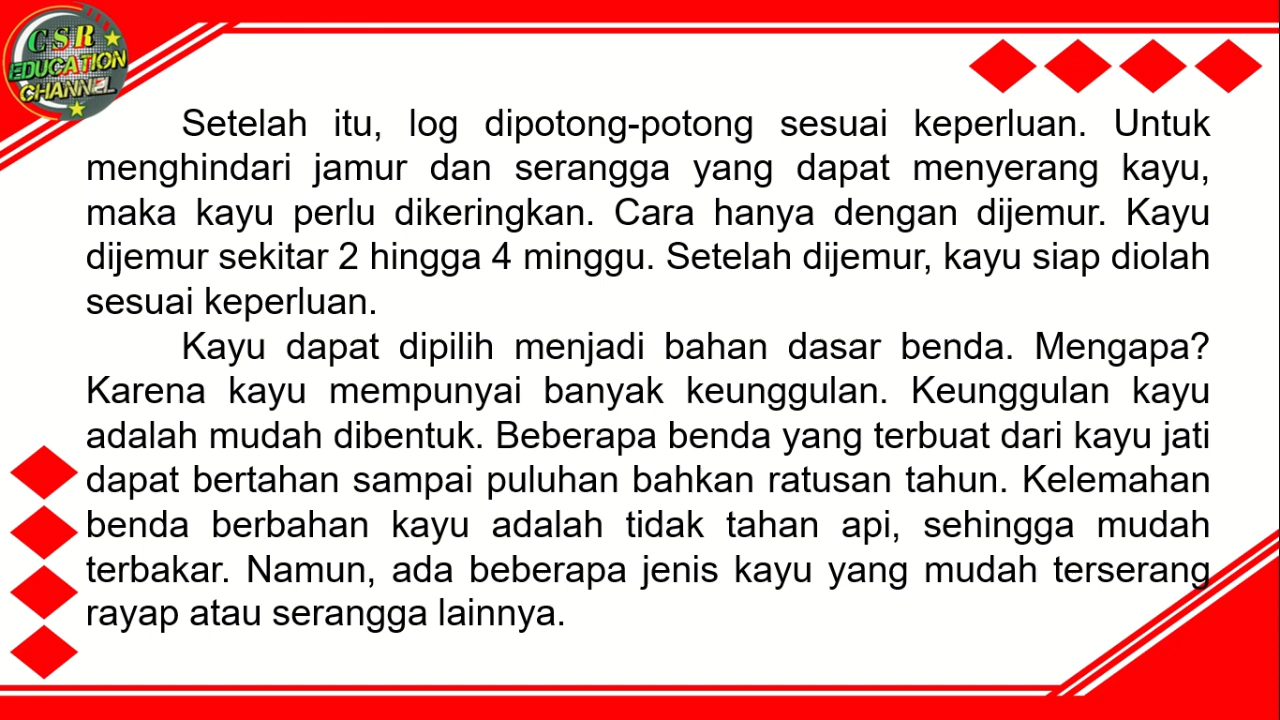 CSR
EDUCATION
CHANNEL
Setelah itu, log dipotong-potong sesuai keperluan. Untuk
menghindari jamur dan serangga yang dapat menyerang kayu,
maka kayu perlu dikeringkan. Cara hanya dengan dijemur. Kayu
dijemur sekitar 2 hingga 4 minggu. Setelah dijemur, kayu siap diolah
sesuai keperluan.
Kayu dapat dipilih menjadi bahan dasar benda. Mengapa?
Karena kayu mempunyai banyak keunggulan. Keunggulan kayu
adalah mudah dibentuk. Beberapa benda yang terbuat dari kayu jati
dapat bertahan sampai puluhan bahkan ratusan tahun. Kelemahan
benda berbahan kayu adalah tidak tahan api, sehingga mudah
terbakar. Namun, ada beberapa jenis kayu yang mudah terserang
rayap atau serangga lainnya.